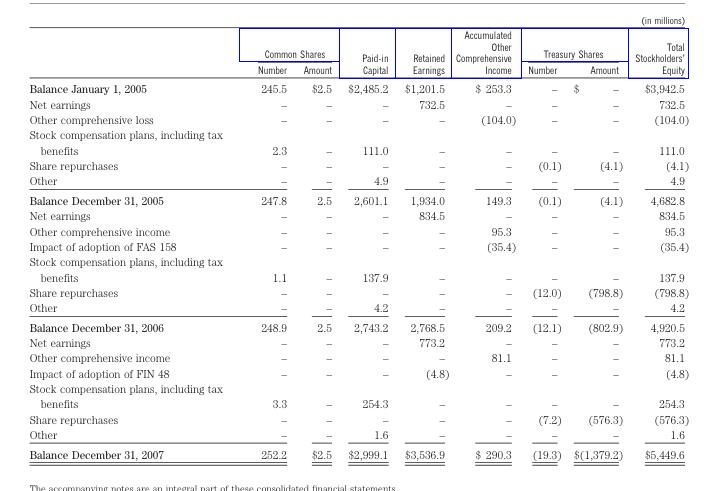 (in millions)
Accumulated
Other
Common Shares Paid-in Retained Comprehensive Treasury Shares Total Stockholders'
Number Amount Capital Earnings Income Number Amount Equity
Balance January 1, 2005 245.5 $2.5 $2,485.2 $1,201.5 $ 253.3 – $ – $3,942.5
Net earnings – – – 732.5 – – – 732.5
Other comprehensive loss – – – – (104.0) – – (104.0)
Stock compensation plans, including tax
benefits 2.3 – 111.0 – – – – 111.0
Share repurchases – – – – – (0.1) (4.1) (4.1)
Other – – 4.9 – – – – 4.9
Balance December 31, 2005 247.8 2.5 2,601.1 1,934.0 149.3 (0.1) (4.1) 4,682.8
Net earnings – – – 834.5 – – – 834.5
Other comprehensive income – – – – 95.3 – – 95.3
Impact of adoption of FAS 158 – – – – (35.4) – – (35.4)
Stock compensation plans, including tax
benefits 1.1 – 137.9 – – – – 137.9
Share repurchases – – – – – (12.0) (798.8) (798.8)
Other – – 4.2 – – – – 4.2
Balance December 31, 2006 248.9 2.5 2,743.2 2,768.5 209.2 (12.1) (802.9) 4,920.5
Net earnings – – – 773.2 – – – 773.2
Other comprehensive income – – – – 81.1 – – 81.1
Impact of adoption of FIN 48 – – – (4.8) – – – (4.8)
Stock compensation plans, including tax
benefits 3.3 – 254.3 – – – – 254.3
Share repurchases – – – – – (7.2) (576.3) (576.3)
Other – – 1.6 – – – – 1.6
Balance December 31, 2007 252.2 $2.5 $2,999.1 $3,536.9 $ 290.3 (19.3) $(1,379.2) $5,449.6
The accompanying notes are an integral part of these consolidated financial statements